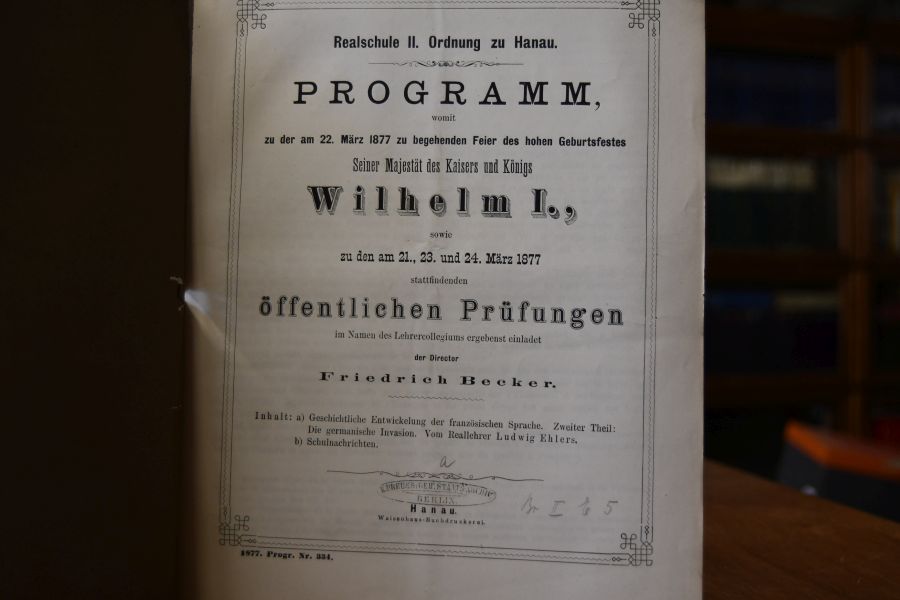 Realschule II. Ordnung zu Hanau.
PROGRAMM,
womit
zu der am 22. März 1877 zu begehenden Feier des hohen Geburtsfestes
Seiner Majestät des Kaisers und Königs
Wilhelm I.,
sowie
zu den am 21., 23. und 24. März 1877
stattfindenden
öffentlichen Prüfungen
im Namen des Lehrercollegiums ergebenst einladet
der Director
Friedrich Becker.
Inhalt: a) Geschichtliche Entwickelung der französischen Sprache. Zweiter Theil:
Die germanische Invasion. Vom Reallehrer Ludwig Ehlers.
b) Schulnachrichten.
a
BERLIN.
Hanau.
Waisenhaus-Buchdruckerei.
1877. Progr. Nr. 334.